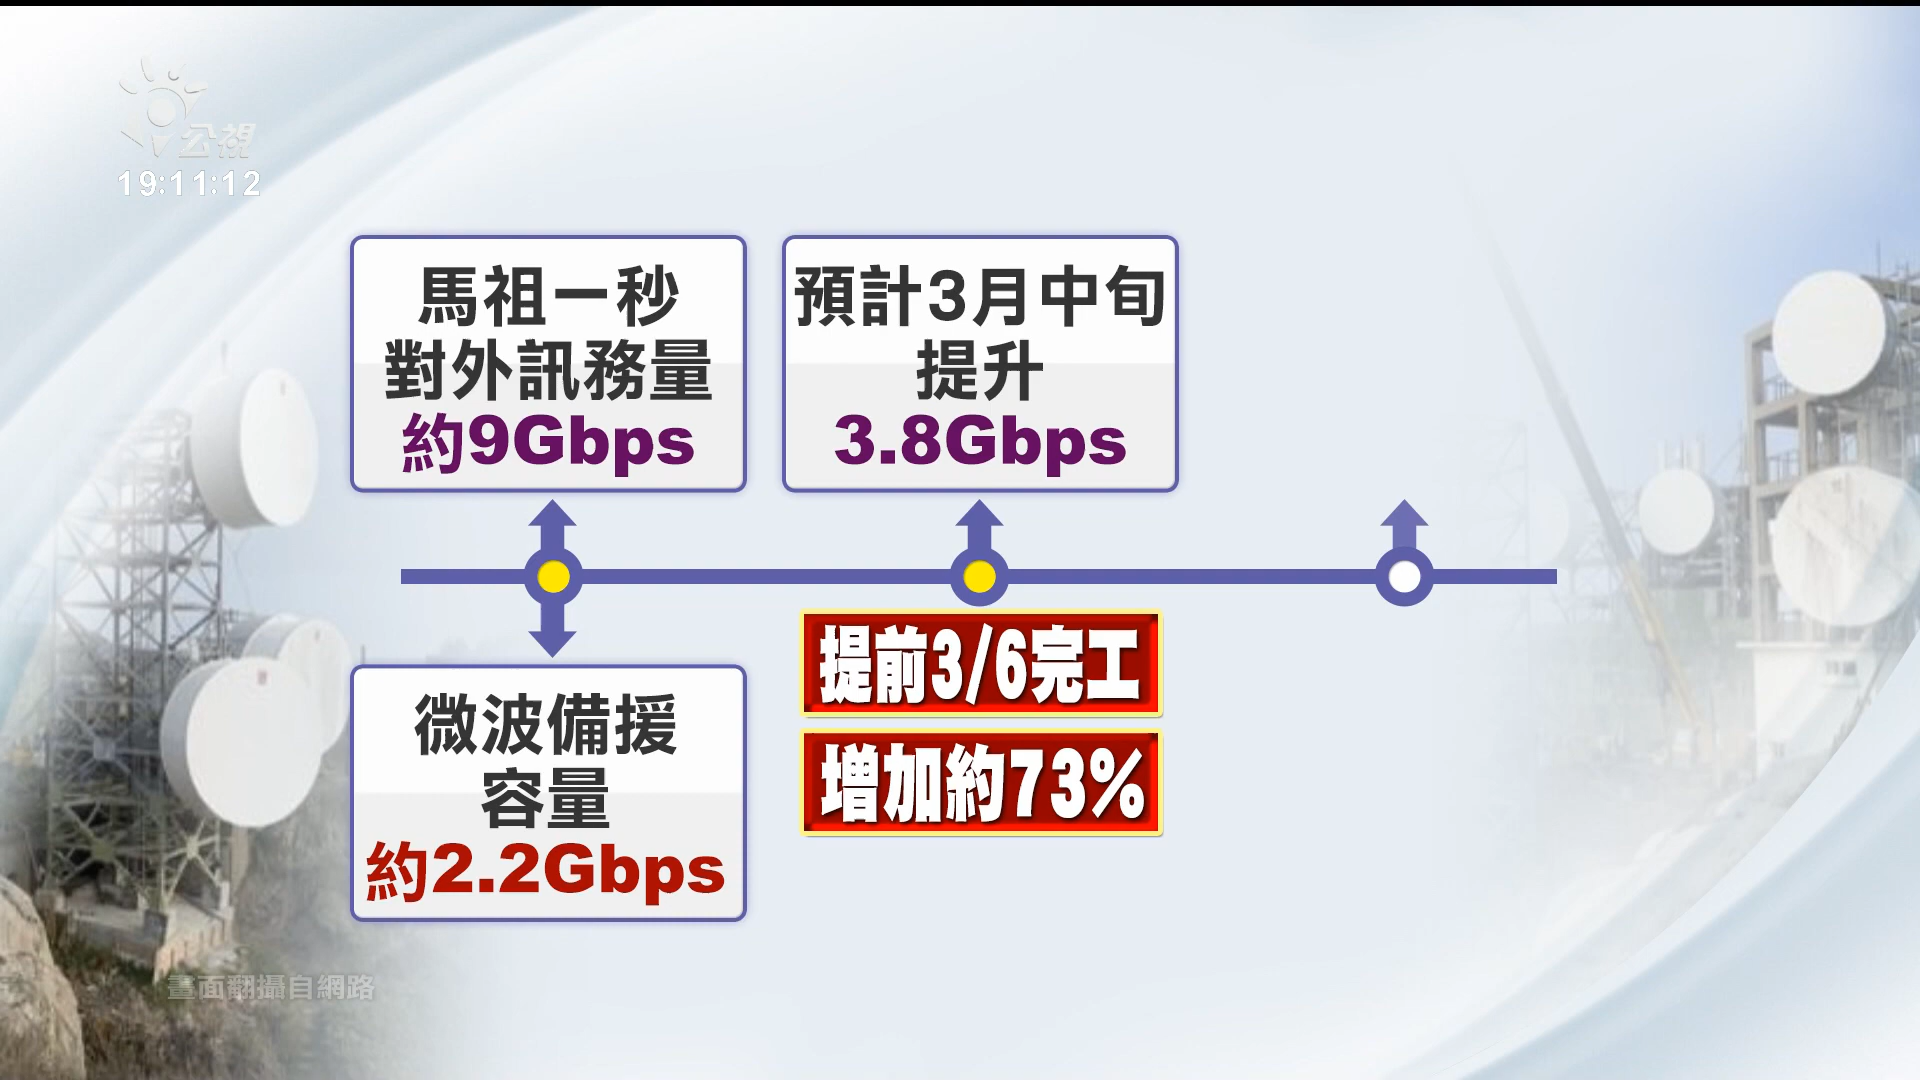 公視
19:11:12
馬祖一秒
對外訊務量
約9Gbps
預計3月中旬
提升
3.8Gbps
提前3/6完工
增加約73%
微波備援
容量
約2.2Gbps
畫面翻攝自網路